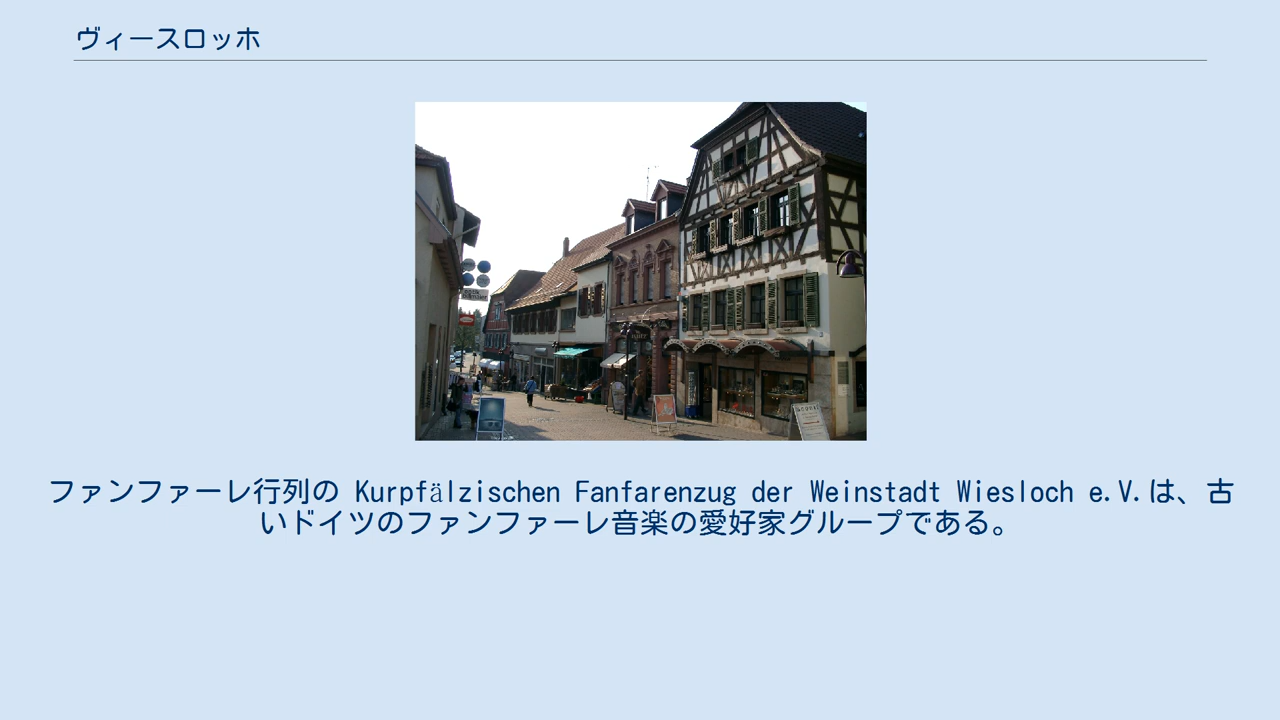 ヴィースロッホ
ファンファーレ行列の Kurpfälzischen Fanfarenzug der Weinstadt Wiesloch e.V.は、古
いドイツのファンファーレ音楽の愛好家グループである。